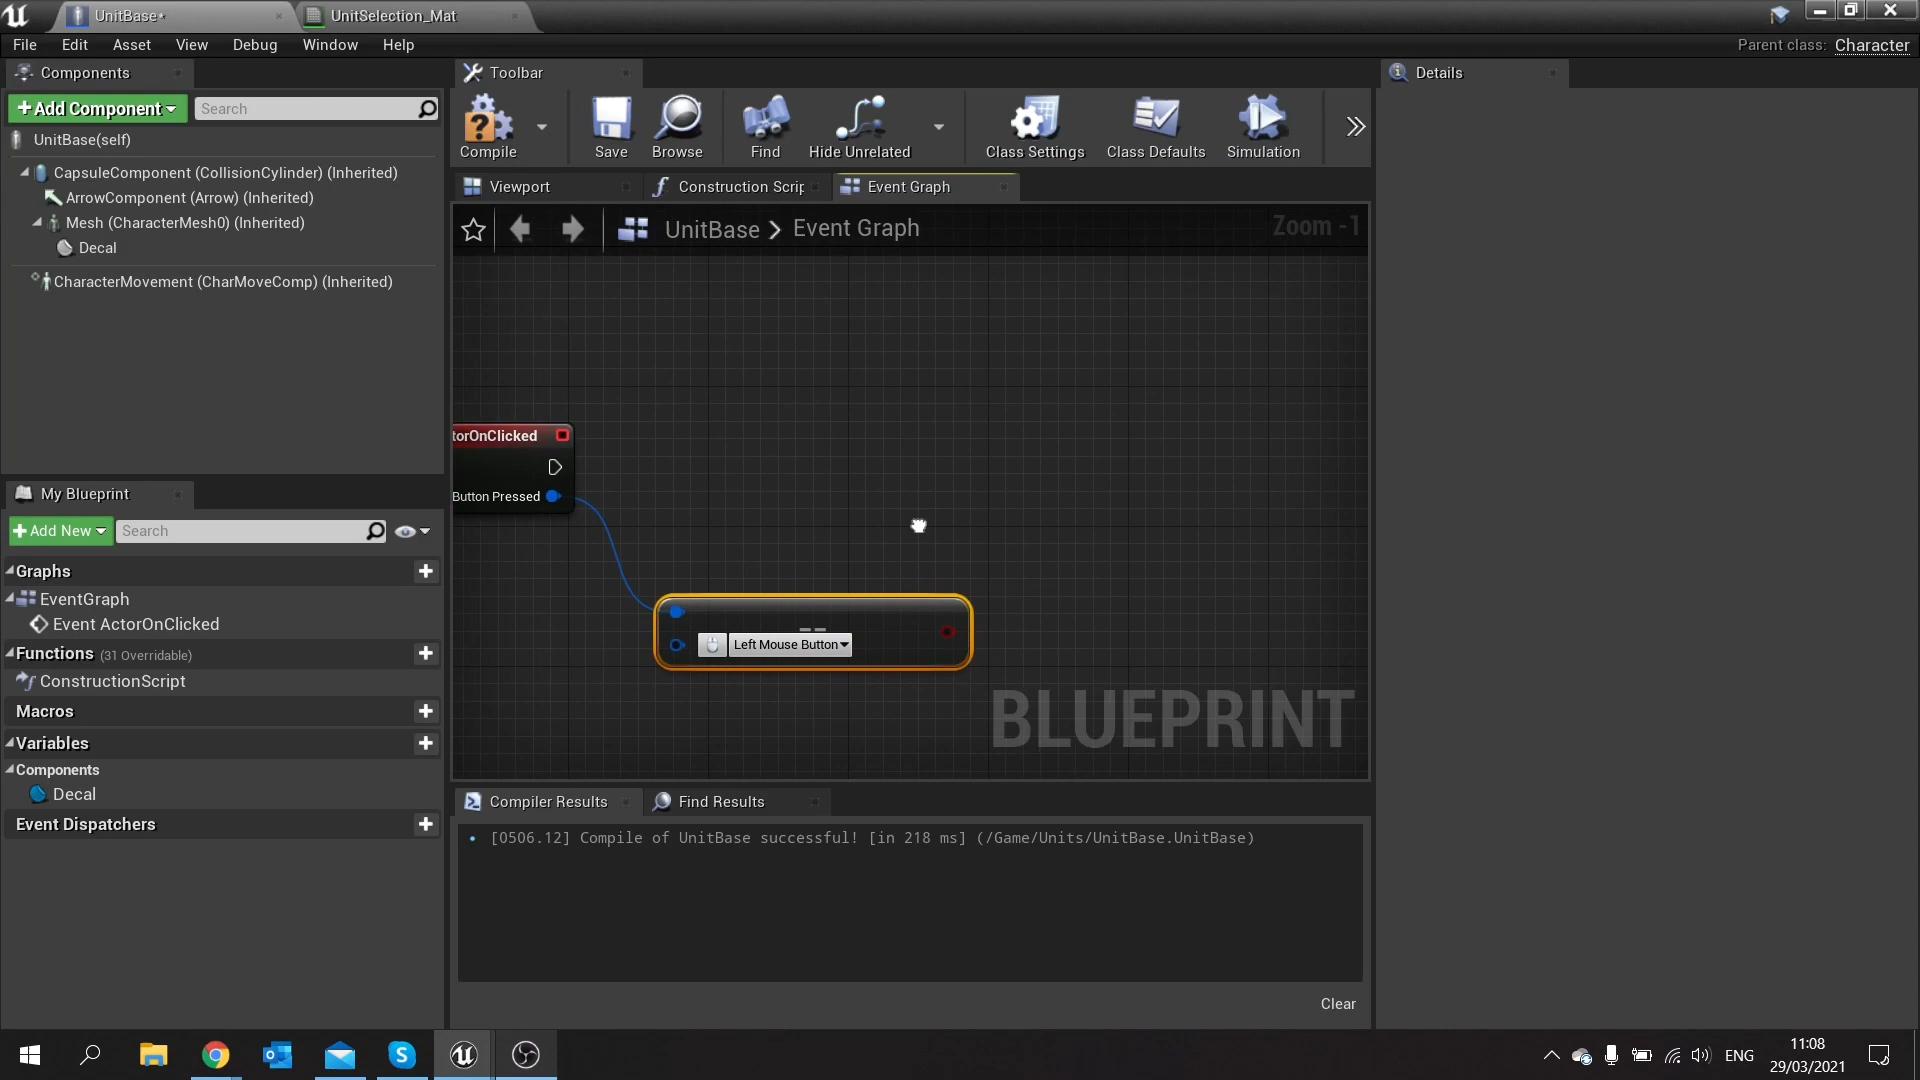 UnitBase*
UnitSelection_Mat
File Edit Asset View Debug Window Help
Parent class: Character
Components
Toolbar
Details
Add Component
Search
Compile
Save
Browse
Find
Hide Unrelated
Class Settings
Class Defaults
Simulation
UnitBase(self)
CapsuleComponent (CollisionCylinder) (Inherited)
ArrowComponent (Arrow) (Inherited)
Mesh (CharacterMesh0) (Inherited)
Decal
CharacterMovement (CharMoveComp) (Inherited)
Viewport
Construction Scrip
Event Graph
UnitBase > Event Graph
Zoom -1
torOnClicked
Button Pressed
==
Left Mouse Button
BLUEPRINT
My Blueprint
Add New
Search
Graphs
EventGraph
Event ActorOnClicked
Functions (31 Overridable)
ConstructionScript
Macros
Variables
Components
Decal
Event Dispatchers
Compiler Results
Find Results
[0506.12] Compile of UnitBase successful! [in 218 ms] (/Game/Units/UnitBase.UnitBase)
Clear
ENG
11:08
29/03/2021